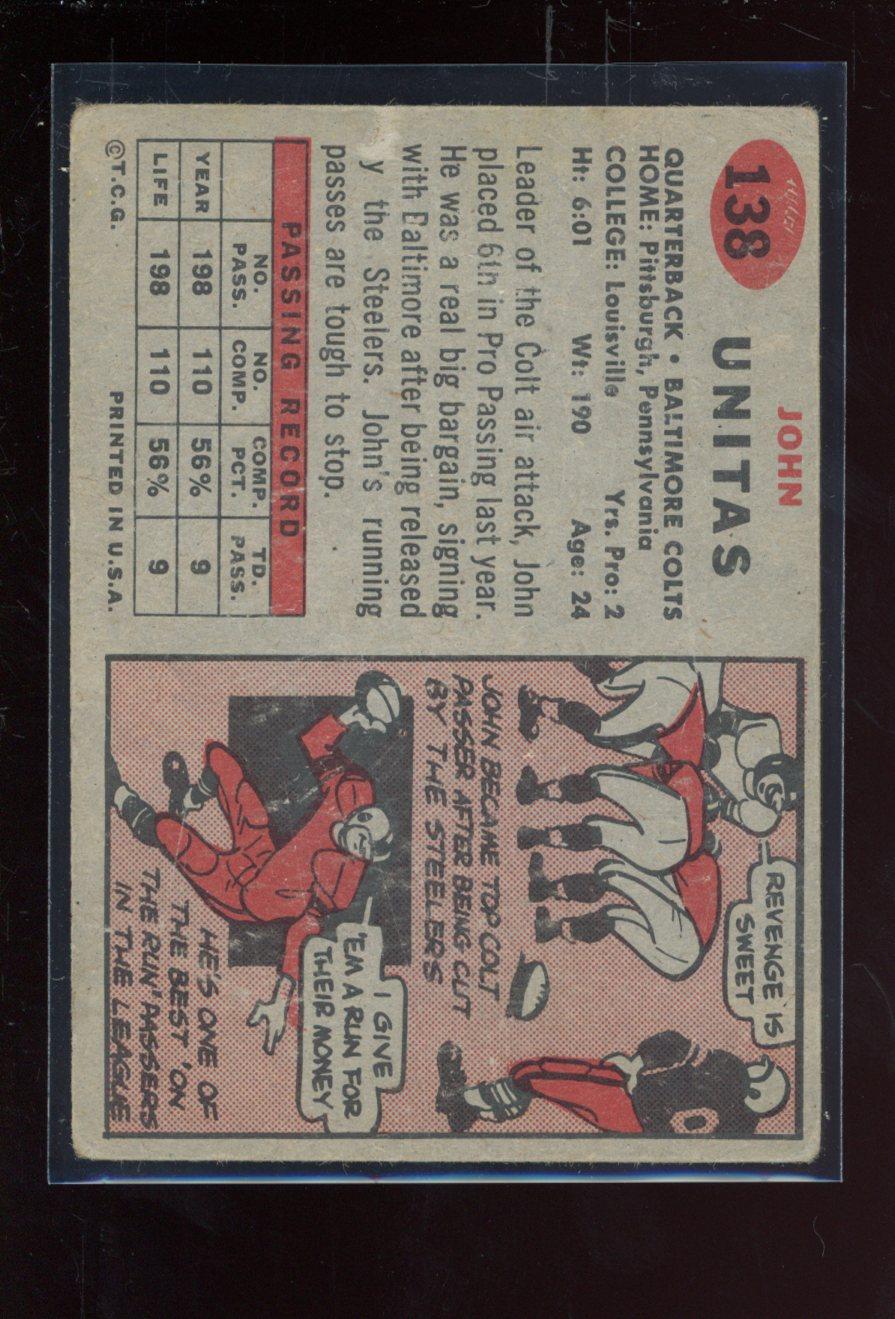 138
JOHN
UNITAS
QUARTERBACK • BALTIMORE COLTS
HOME: Pittsburgh, Pennsylvania
COLLEGE: Louisville Yrs. Pro: 2
Ht: 6:01 Wt: 190 Age: 24
Leader of the Colt air attack, John
placed 6th in Pro Passing last year.
He was a real big bargain, signing
with Baltimore after being released
y the Steelers. John's running
passes are tough to stop.
PASSING RECORD
NO. PASS. NO. COMP. COMP. PCT. TD. PASS.
YEAR 198 110 56% 9
LIFE 198 110 56% 9
©T.C.G. PRINTED IN U.S.A.
REVENGE IS
SWEET
JOHN BECAME TOP COLT
PASSER AFTER BEING CUT
BY THE STEELERS
I GIVE
'EM A RUN FOR
THEIR MONEY
HE'S ONE OF
THE BEST 'ON
THE RUN' PASSERS
IN THE LEAGUE